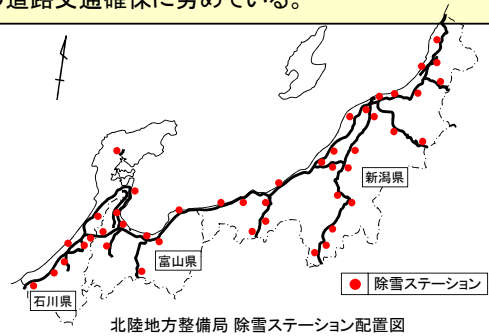 道路交通確保に努めている。
新潟県
富山県
石川県
除雪ステーション
北陸地方整備局 除雪ステーション配置図